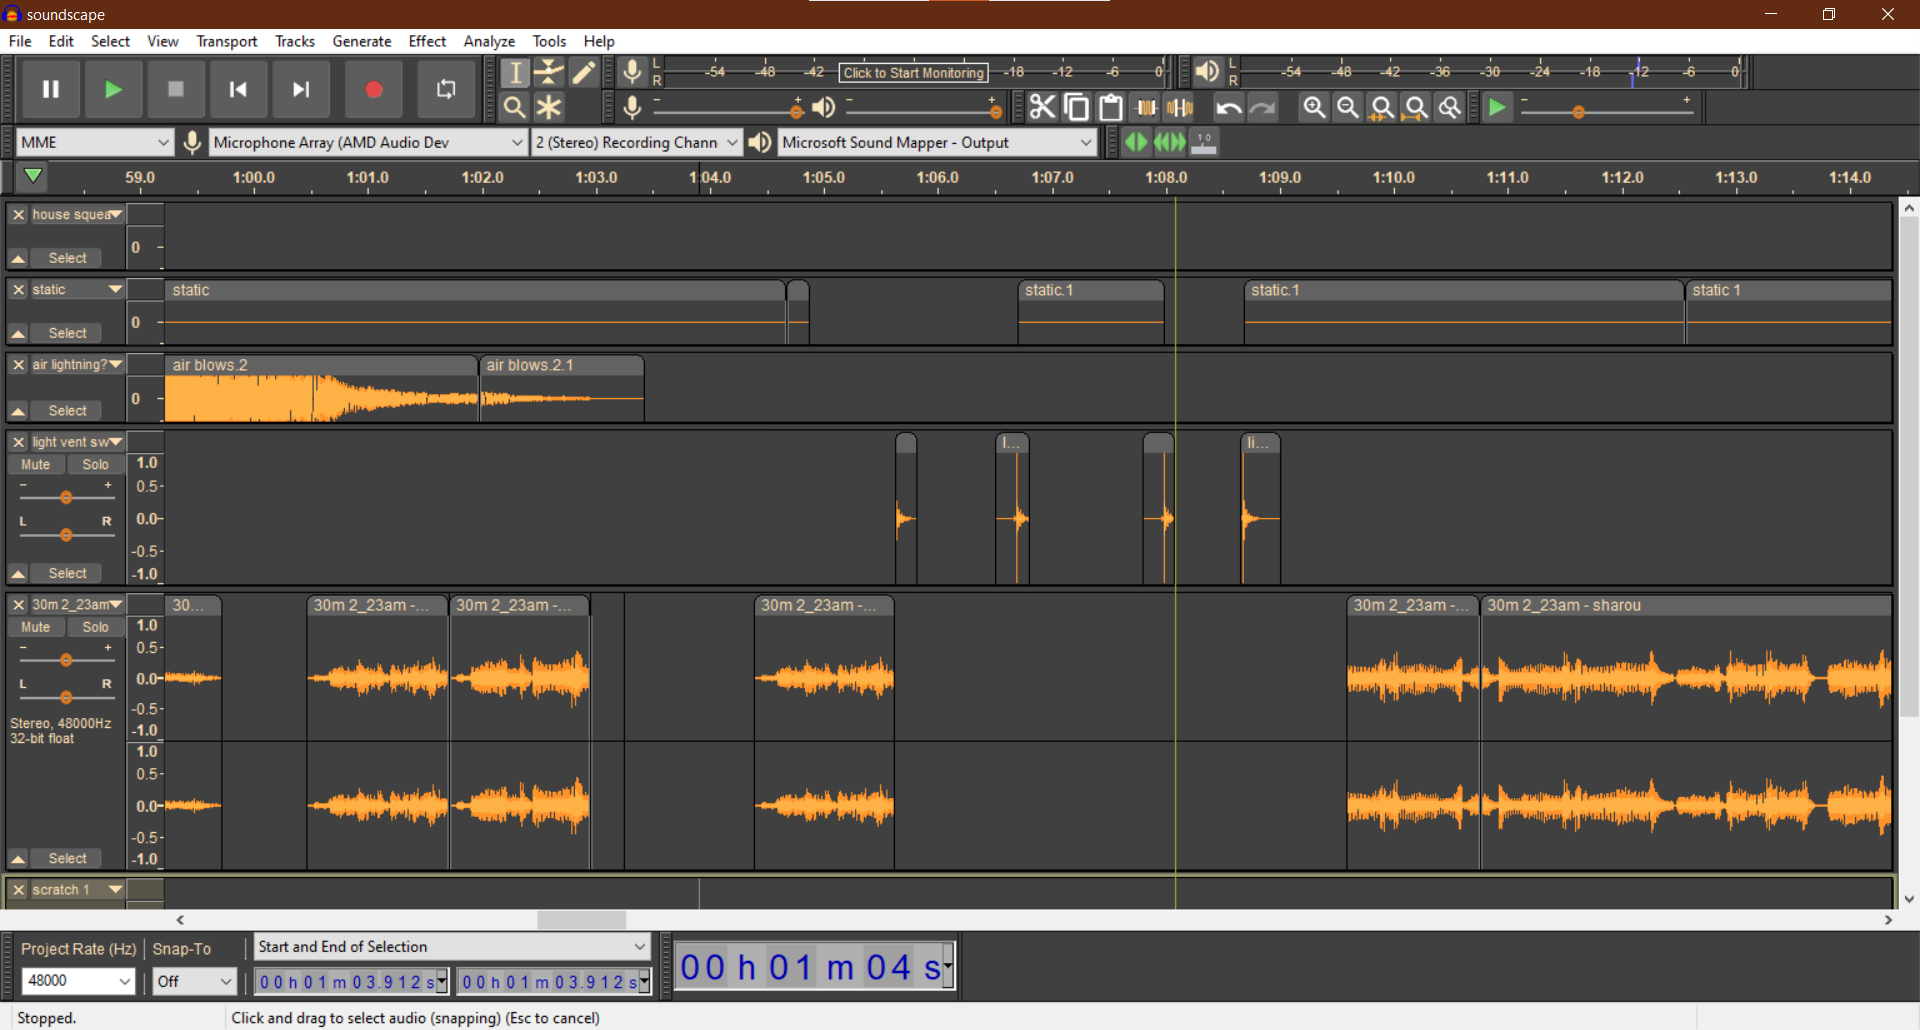 soundscape
File Edit Select View Transport Tracks Generate Effect Analyze Tools Help
L R -54 -48 -42 Click to Start Monitoring -18 -12 -6 0 L R -54 -48 -42 -36 -30 -24 -18 -12 -6 0
- + - + - +
MME Microphone Array (AMD Audio Dev 2 (Stereo) Recording Chann Microsoft Sound Mapper - Output
59.0 1:00.0 1:01.0 1:02.0 1:03.0 1:04.0 1:05.0 1:06.0 1:07.0 1:08.0 1:09.0 1:10.0 1:11.0 1:12.0 1:13.0 1:14.0
house squea
0
Select
static static static.1 static.1 static 1
0
Select
air lightning? air blows.2 air blows.2.1
0
Select
light vent sw l... li...
Mute Solo 1.0
- + 0.5
L R 0.0
-0.5
Select -1.0
30m 2_23am 30... 30m 2_23am -... 30m 2_23am -... 30m 2_23am -... 30m 2_23am -... 30m 2_23am - sharou
Mute Solo 1.0
- + 0.5
L R 0.0
-0.5
Stereo, 48000Hz -1.0
32-bit float
1.0
0.5
0.0
-0.5
Select -1.0
scratch 1
Project Rate (Hz) Snap-To Start and End of Selection
48000 Off 00 h 01 m 03.912 s 00 h 01 m 03.912 s 00 h 01 m 04 s
Stopped. Click and drag to select audio (snapping) (Esc to cancel)